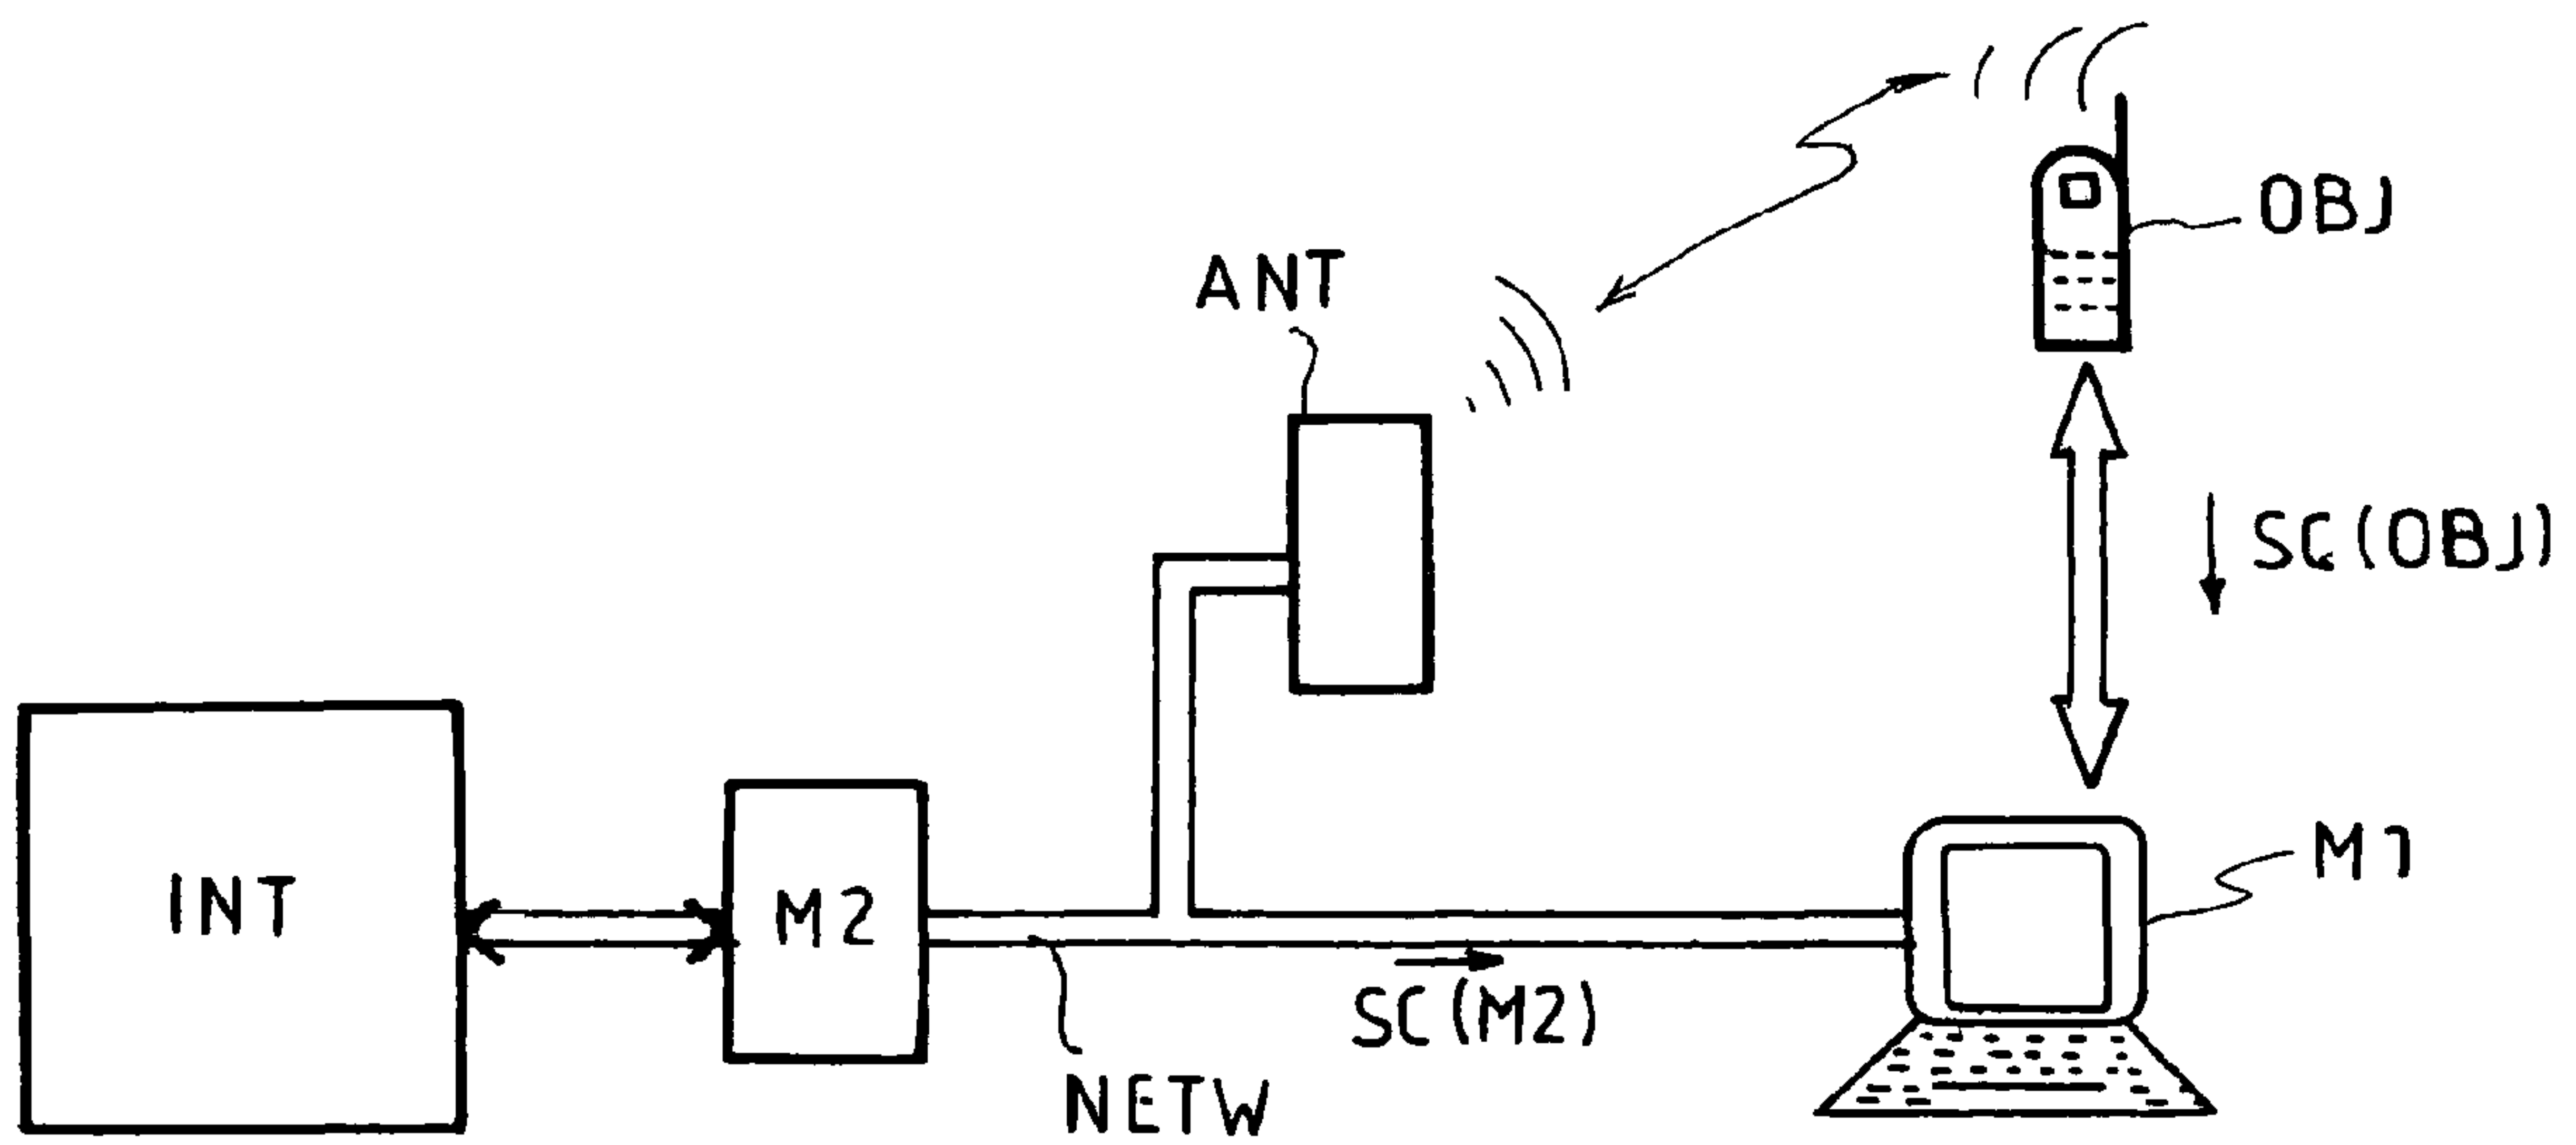 OBJ
ANT
SC(OBJ)
M1
INT
M2
SC(M2)
NETW